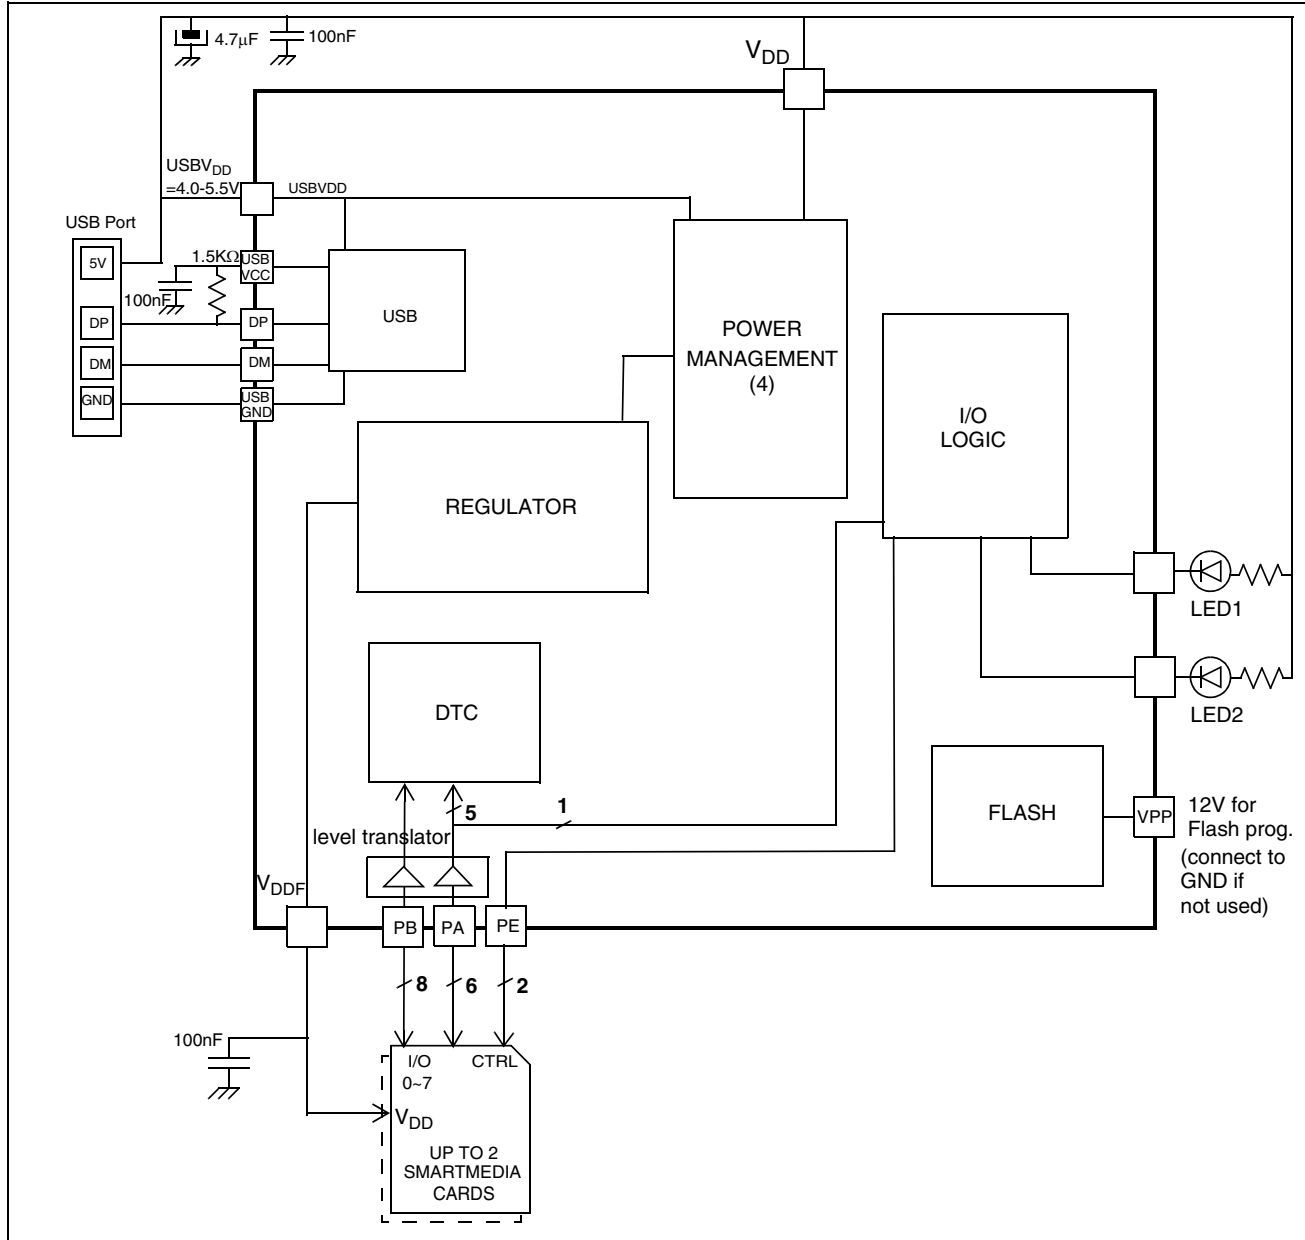 4.7µF
100nF
VDD
USBVDD
=4.0-5.5V
USBVDD
USB Port
5V
1.5KΩ
USB
VCC
100nF
DP
DP
USB
DM
DM
GND
USB
GND
POWER
MANAGEMENT
(4)
I/O
LOGIC
REGULATOR
LED1
DTC
LED2
5
1
level translator
FLASH
VPP
12V for
Flash prog.
(connect to
GND if
not used)
VDDF
PB
PA
PE
8
6
2
100nF
I/O
0~7
CTRL
VDD
UP TO 2
SMARTMEDIA
CARDS